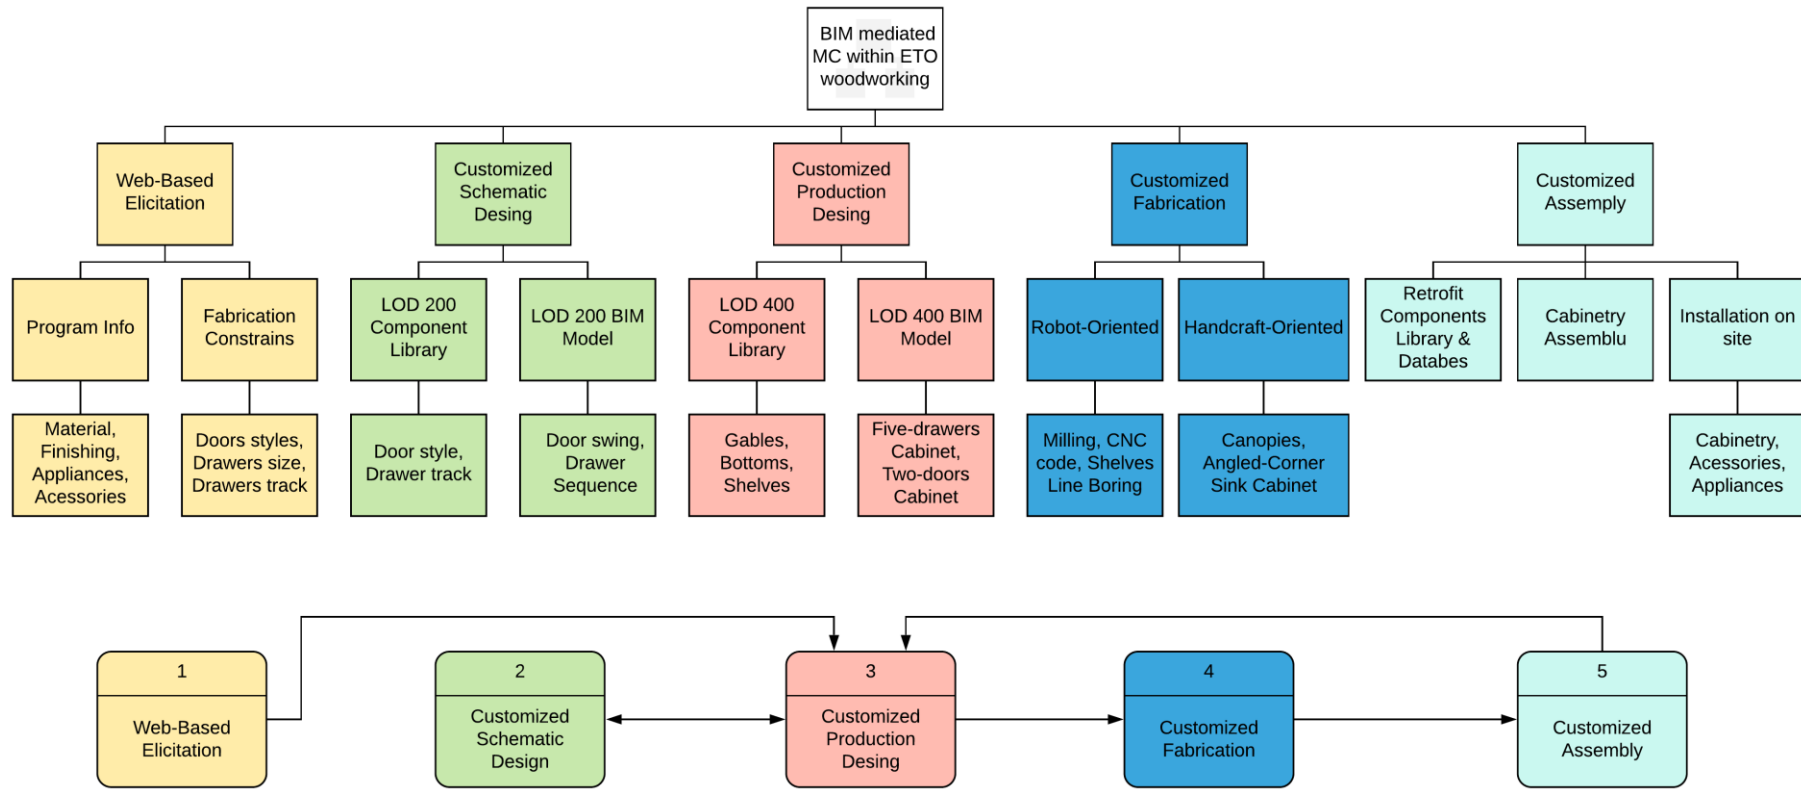 BIM mediated
MC within ETO
woodworking
Web-Based
Elicitation
Customized
Schematic
Desing
Customized
Production
Desing
Customized
Fabrication
Customized
Assemply
Program Info
Fabrication
Constrains
LOD 200
Component
Library
LOD 200 BIM
Model
LOD 400
Component
Library
LOD 400 BIM
Model
Robot-Oriented
Handcraft-Oriented
Retrofit
Components
Library &
Databes
Cabinetry
Assemblu
Installation on
site
Material,
Finishing,
Appliances,
Acessories
Doors styles,
Drawers size,
Drawers track
Door style,
Drawer track
Door swing,
Drawer
Sequence
Gables,
Bottoms,
Shelves
Five-drawers
Cabinet,
Two-doors
Cabinet
Milling, CNC
code, Shelves
Line Boring
Canopies,
Angled-Corner
Sink Cabinet
Cabinetry,
Acessories,
Appliances
1
Web-Based
Elicitation
2
Customized
Schematic
Design
3
Customized
Production
Desing
4
Customized
Fabrication
5
Customized
Assembly